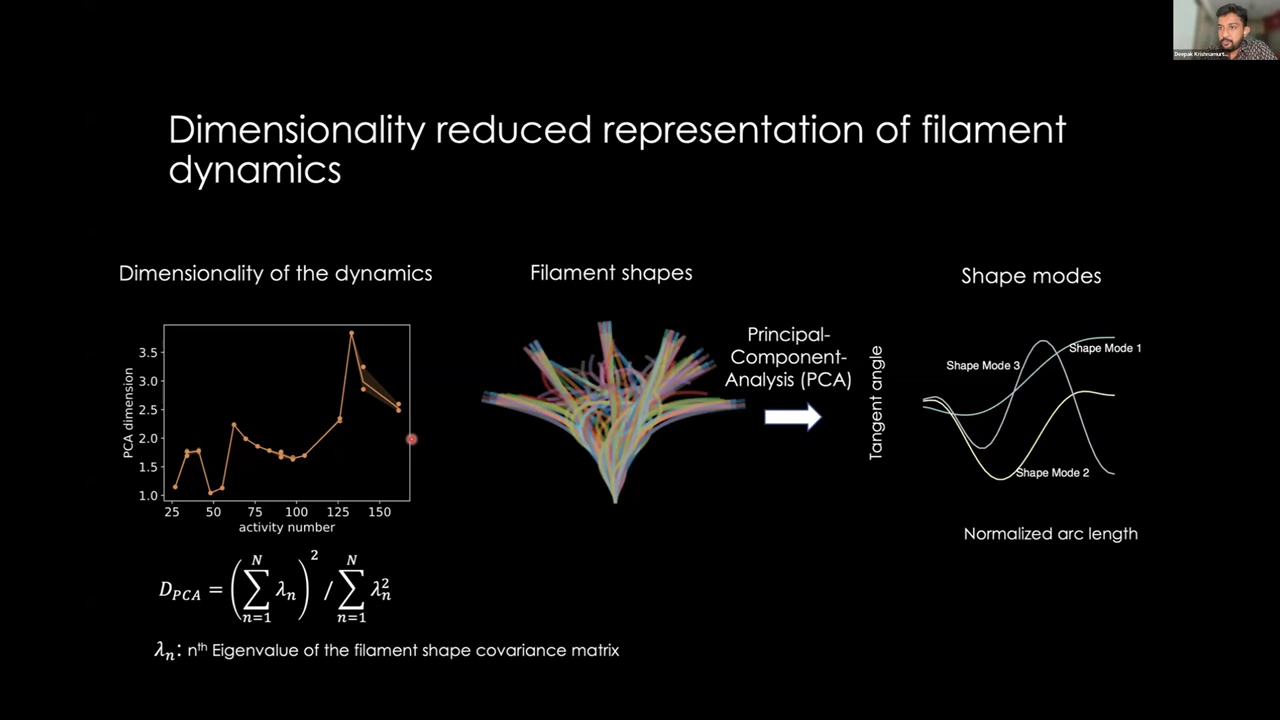 Deepak Krishnamurt...
Dimensionality reduced representation of filament
dynamics
Dimensionality of the dynamics
PCA dimension
3.5
3.0
2.5
2.0
1.5
1.0
25 50 75 100 125 150
activity number
D_PCA = (∑_{n=1}^{N} λ_n)^2 / ∑_{n=1}^{N} λ_n^2
λ_n: nth Eigenvalue of the filament shape covariance matrix
Filament shapes
Principal-
Component-
Analysis (PCA)
Shape modes
Tangent angle
Shape Mode 1
Shape Mode 3
Shape Mode 2
Normalized arc length